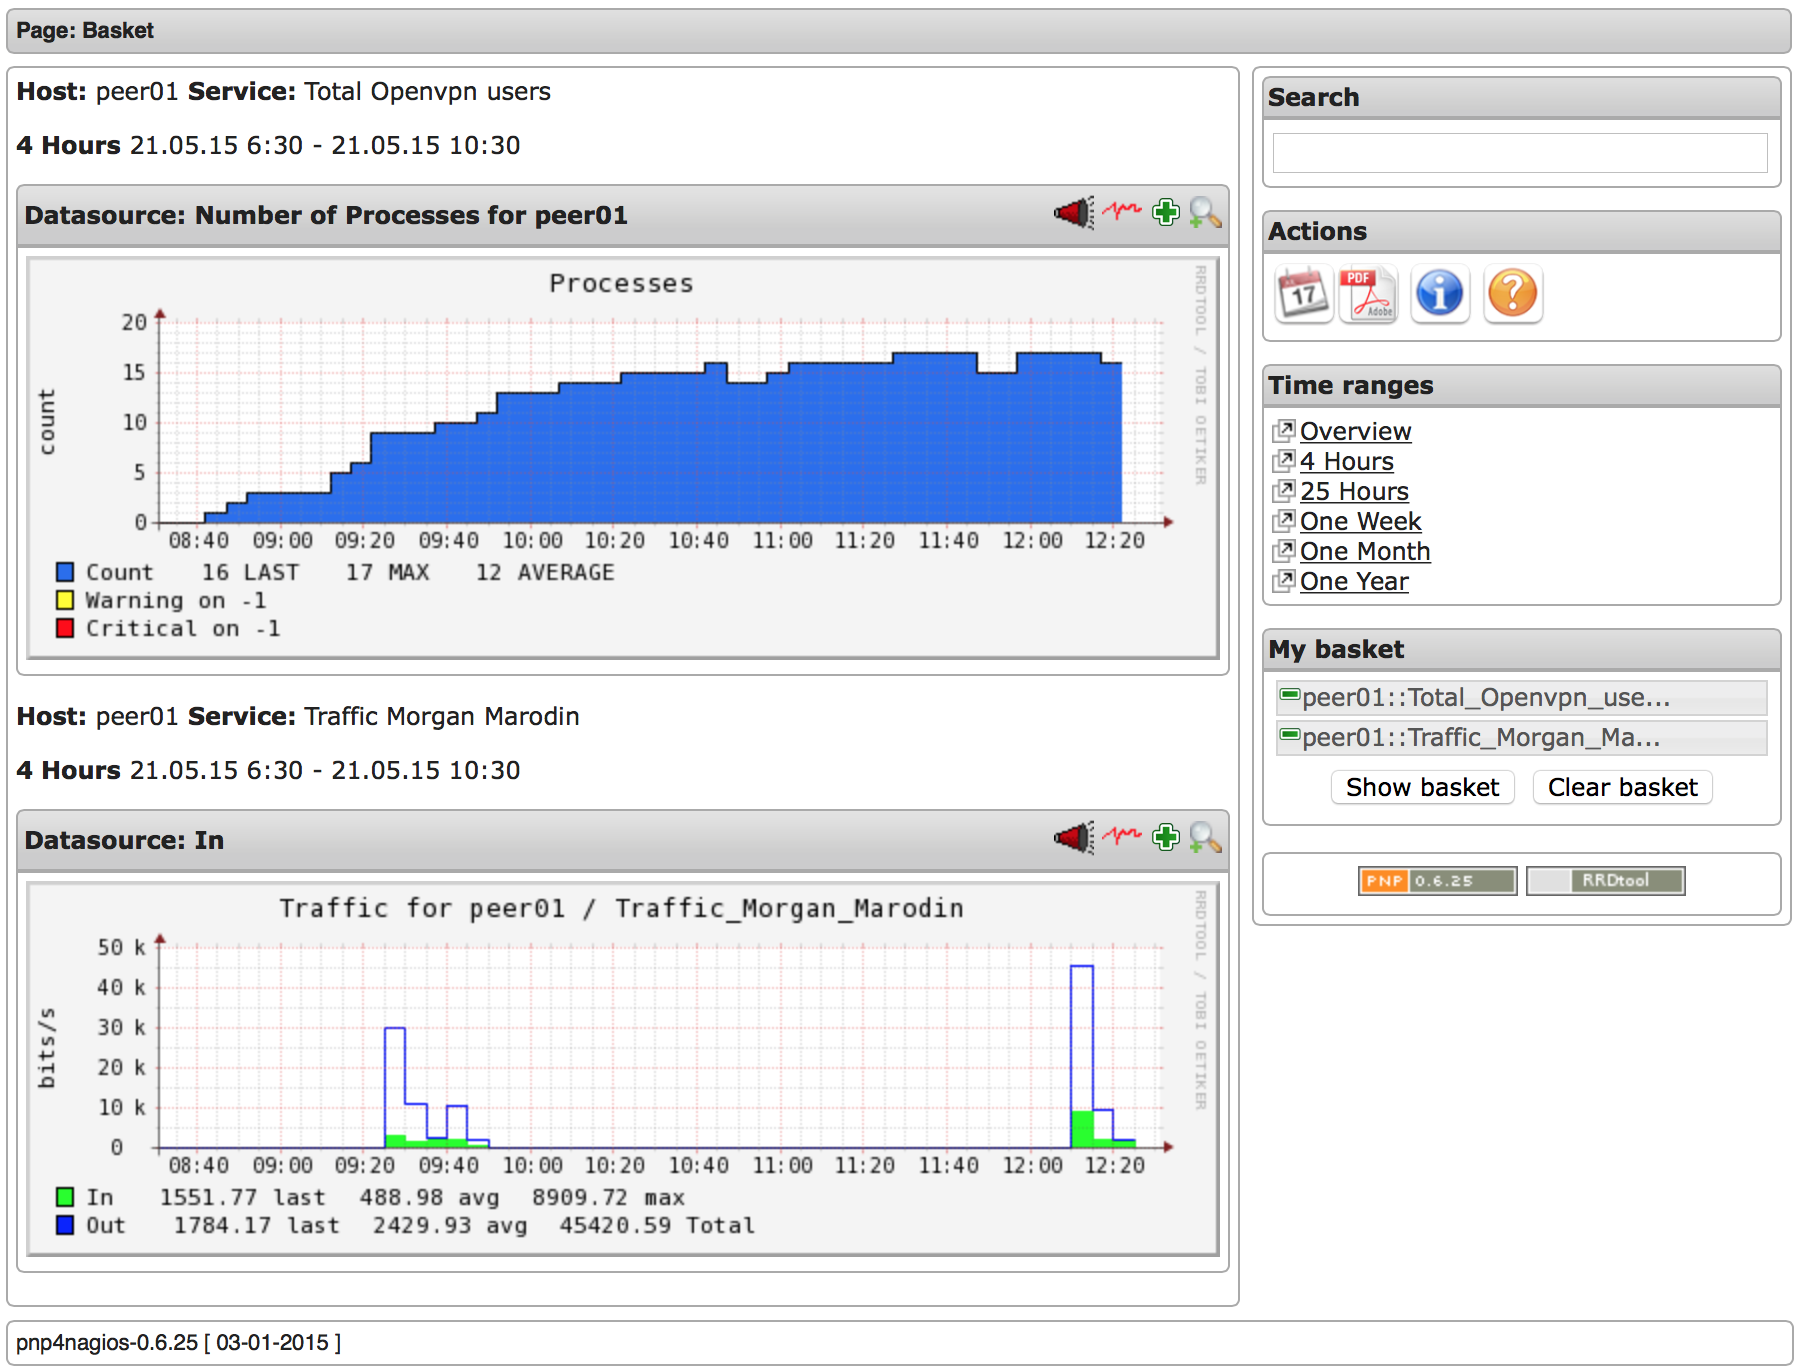 Page: Basket
Host: peer01 Service: Total Openvpn users
4 Hours 21.05.15 6:30 - 21.05.15 10:30
Datasource: Number of Processes for peer01
Processes
RRDTOOL / TOBI OETIKER
count
20
15
10
5
0
08:40 09:00 09:20 09:40 10:00 10:20 10:40 11:00 11:20 11:40 12:00 12:20
Count 16 LAST 17 MAX 12 AVERAGE
Warning on -1
Critical on -1
Host: peer01 Service: Traffic Morgan Marodin
4 Hours 21.05.15 6:30 - 21.05.15 10:30
Datasource: In
Traffic for peer01 / Traffic_Morgan_Marodin
RRDTOOL / TOBI OETIKER
bits/s
50 k
40 k
30 k
20 k
10 k
0
08:40 09:00 09:20 09:40 10:00 10:20 10:40 11:00 11:20 11:40 12:00 12:20
In 1551.77 last 488.98 avg 8909.72 max
Out 1784.17 last 2429.93 avg 45420.59 Total
Search
Actions
17
PDF
Adobe
Time ranges
Overview
4 Hours
25 Hours
One Week
One Month
One Year
My basket
peer01::Total_Openvpn_use...
peer01::Traffic_Morgan_Ma...
Show basket Clear basket
PNP 0.6.25 RRDtool
pnp4nagios-0.6.25 [ 03-01-2015 ]